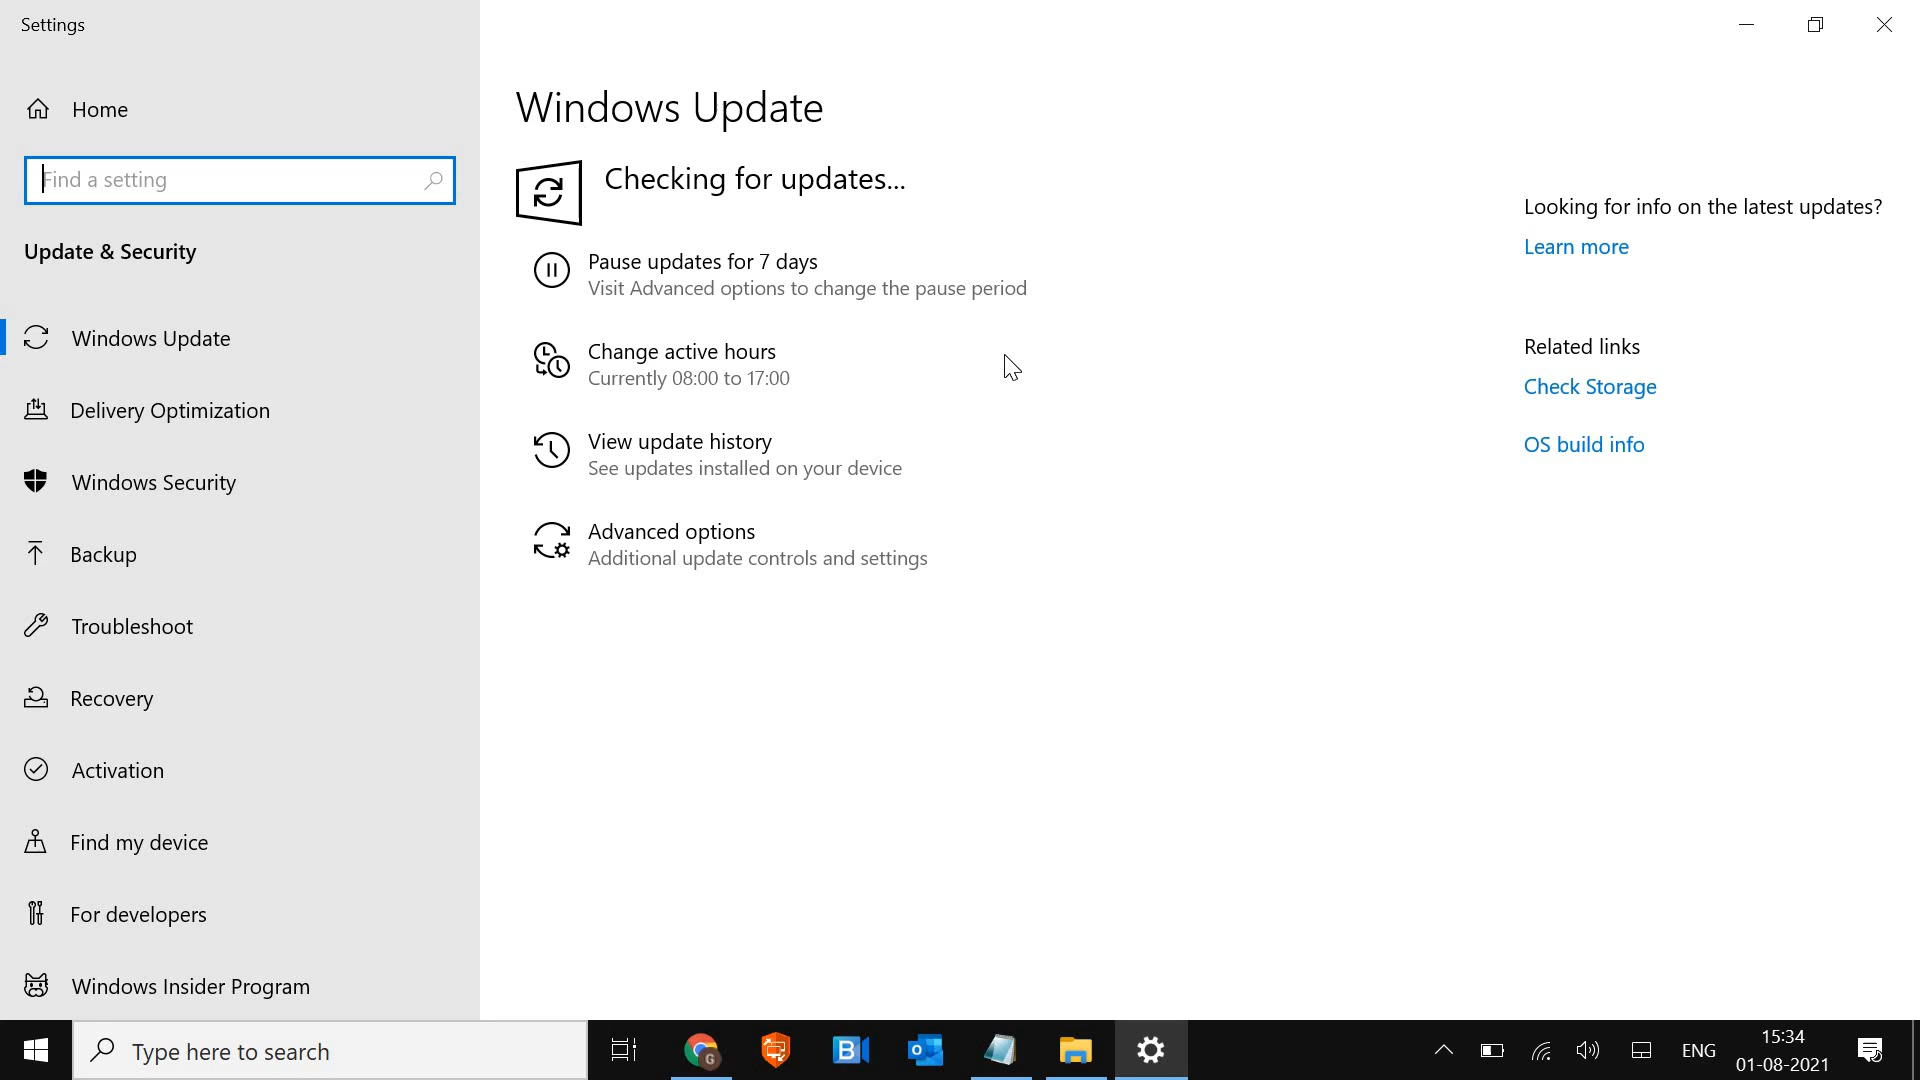 Settings
Home
Find a setting
Update & Security
Windows Update
Delivery Optimization
Windows Security
Backup
Troubleshoot
Recovery
Activation
Find my device
For developers
Windows Insider Program
Windows Update
Checking for updates...
Pause updates for 7 days
Visit Advanced options to change the pause period
Change active hours
Currently 08:00 to 17:00
View update history
See updates installed on your device
Advanced options
Additional update controls and settings
Looking for info on the latest updates?
Learn more
Related links
Check Storage
OS build info
Type here to search
G
B
o
ENG
15:34
01-08-2021